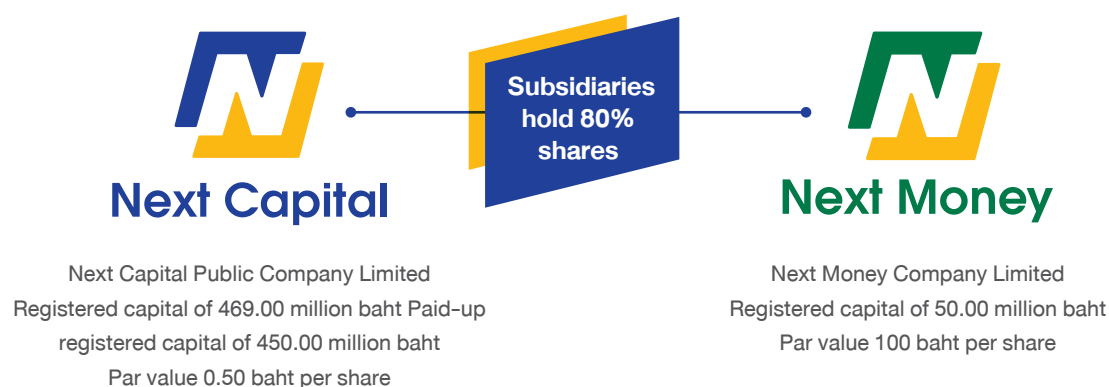 Subsidiaries
hold 80%
shares
Next Capital
Next Money
Next Capital Public Company Limited
Registered capital of 469.00 million baht Paid-up
registered capital of 450.00 million baht
Par value 0.50 baht per share
Next Money Company Limited
Registered capital of 50.00 million baht
Par value 100 baht per share